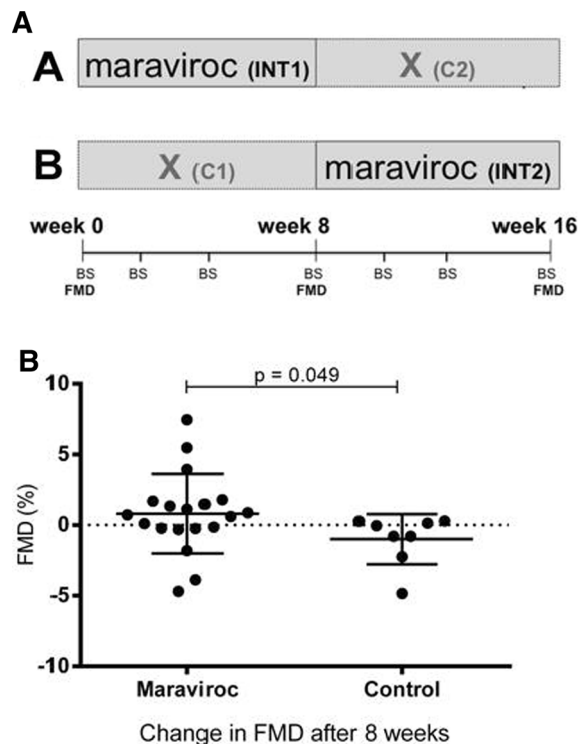 A
A maraviroc (INT1) X (C2)
B X (C1) maraviroc (INT2)
week 0 week 8 week 16
BS BS BS BS BS BS BS
FMD FMD FMD
B
p = 0.049
10
5
0
-5
-10
FMD (%)
Maraviroc Control
Change in FMD after 8 weeks